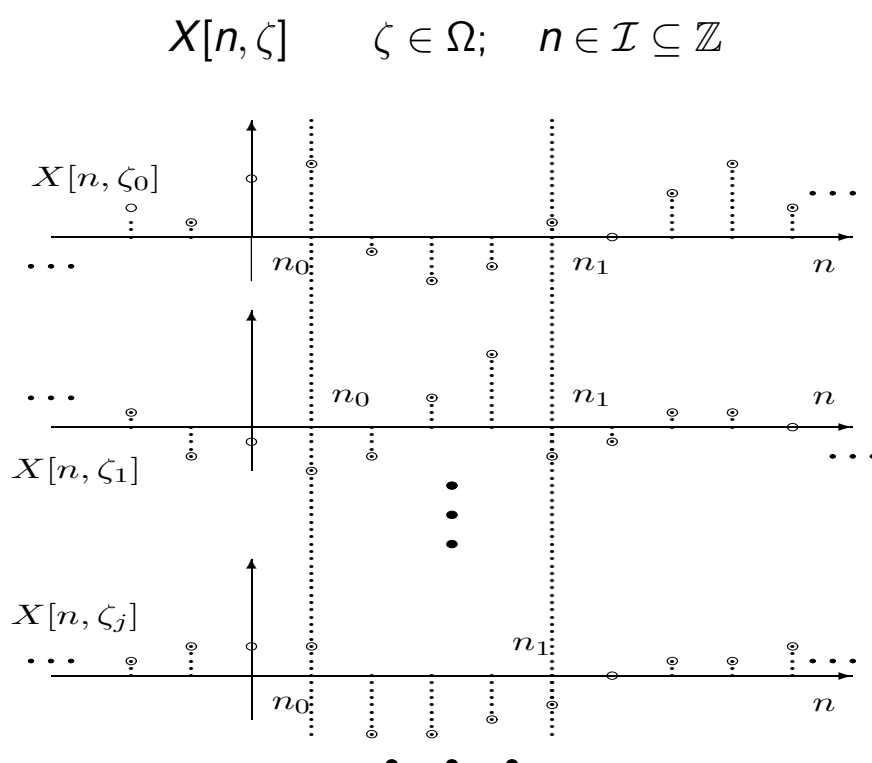 X[n, ζ] ζ ∈ Ω; n ∈ ℐ ⊆ ℤ
X[n, ζ₀]
n₀ n₁ n
n₀ n₁ n
X[n, ζ₁]
X[n, ζⱼ]
n₁
n₀ n